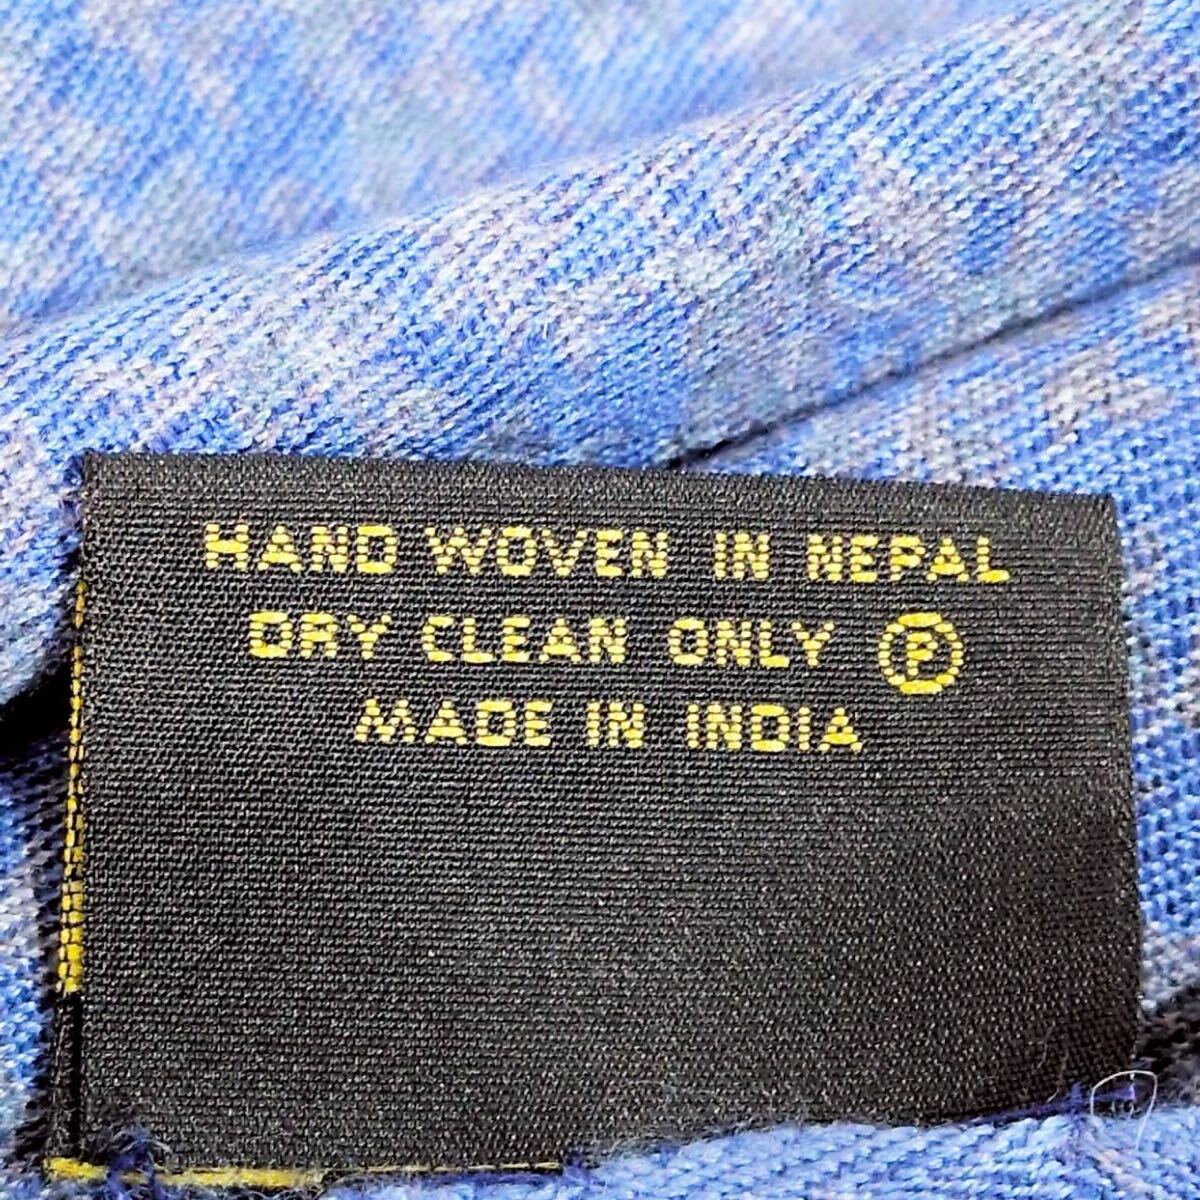 HAND WOVEN IN NEPAL
DRY CLEAN ONLY Ⓟ
MADE IN INDIA